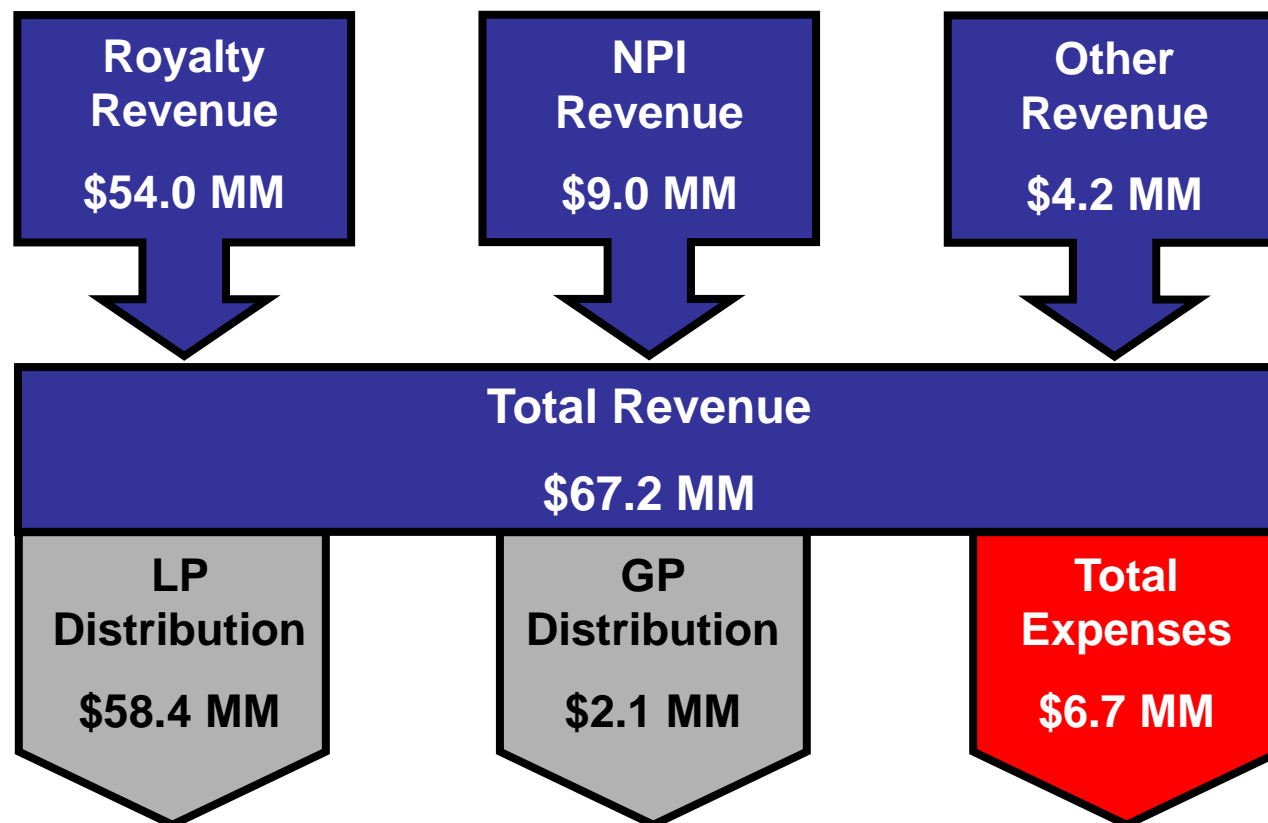 Royalty
Revenue
$54.0 MM
NPI
Revenue
$9.0 MM
Other
Revenue
$4.2 MM
Total Revenue
$67.2 MM
LP
Distribution
$58.4 MM
GP
Distribution
$2.1 MM
Total
Expenses
$6.7 MM